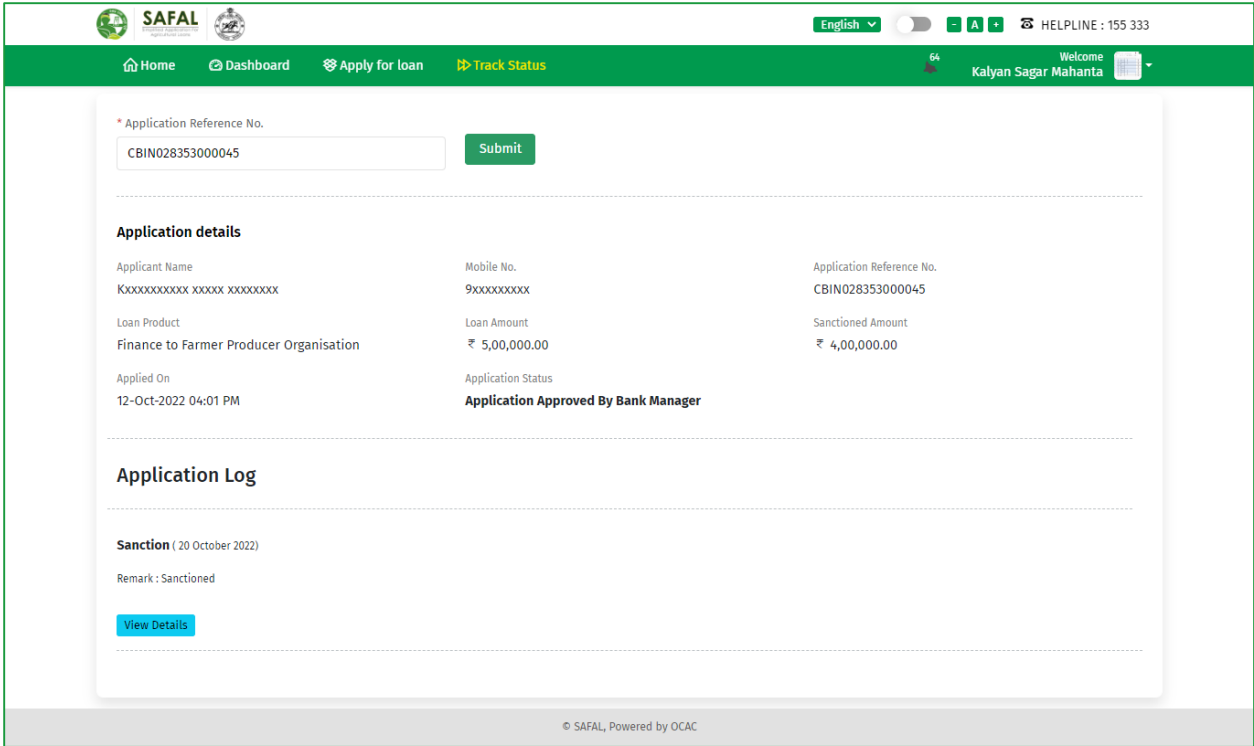 SAFAL
English
- A +
HELPLINE : 155 333
Home
Dashboard
Apply for loan
Track Status
64
Welcome
Kalyan Sagar Mahanta
* Application Reference No.
CBIN028353000045
Submit
Application details
Applicant Name
Mobile No.
Application Reference No.
Kxxxxxxxxxx xxxxx xxxxxxxx
9xxxxxxxxx
CBIN028353000045
Loan Product
Loan Amount
Sanctioned Amount
Finance to Farmer Producer Organisation
₹ 5,00,000.00
₹ 4,00,000.00
Applied On
Application Status
12-Oct-2022 04:01 PM
Application Approved By Bank Manager
Application Log
Sanction ( 20 October 2022)
Remark : Sanctioned
View Details
© SAFAL, Powered by OCAC